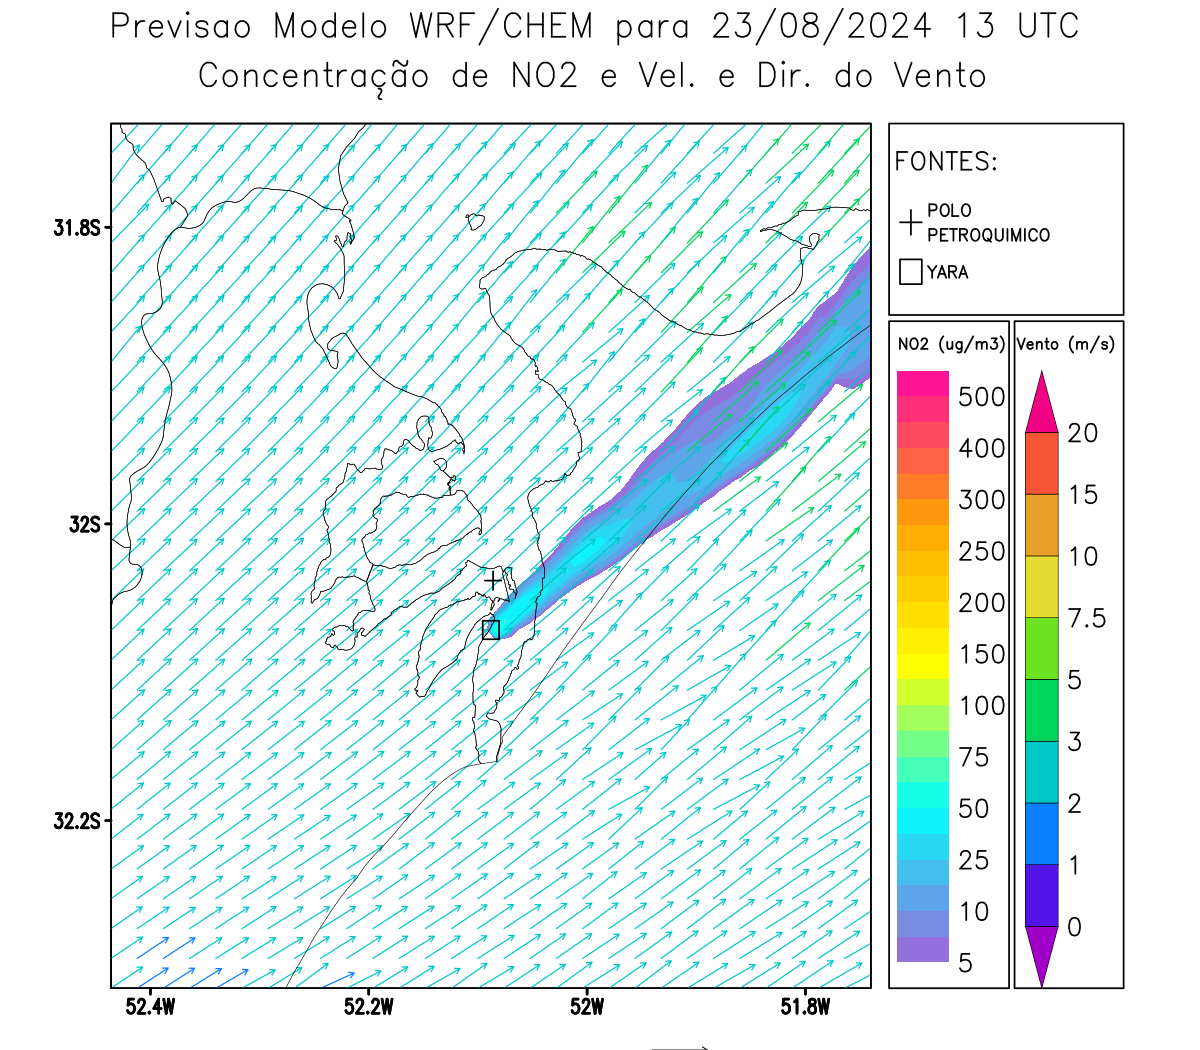 Previsao Modelo WRF/CHEM para 23/08/2024 13 UTC
Concentração de NO2 e Vel. e Dir. do Vento
FONTES:
POLO
PETROQUIMICO
YARA
NO2 (ug/m3)
500
400
300
250
200
150
100
75
50
25
10
5
Vento (m/s)
20
15
10
7.5
5
3
2
1
0
31.8S
32S
32.2S
52.4W
52.2W
52W
51.8W